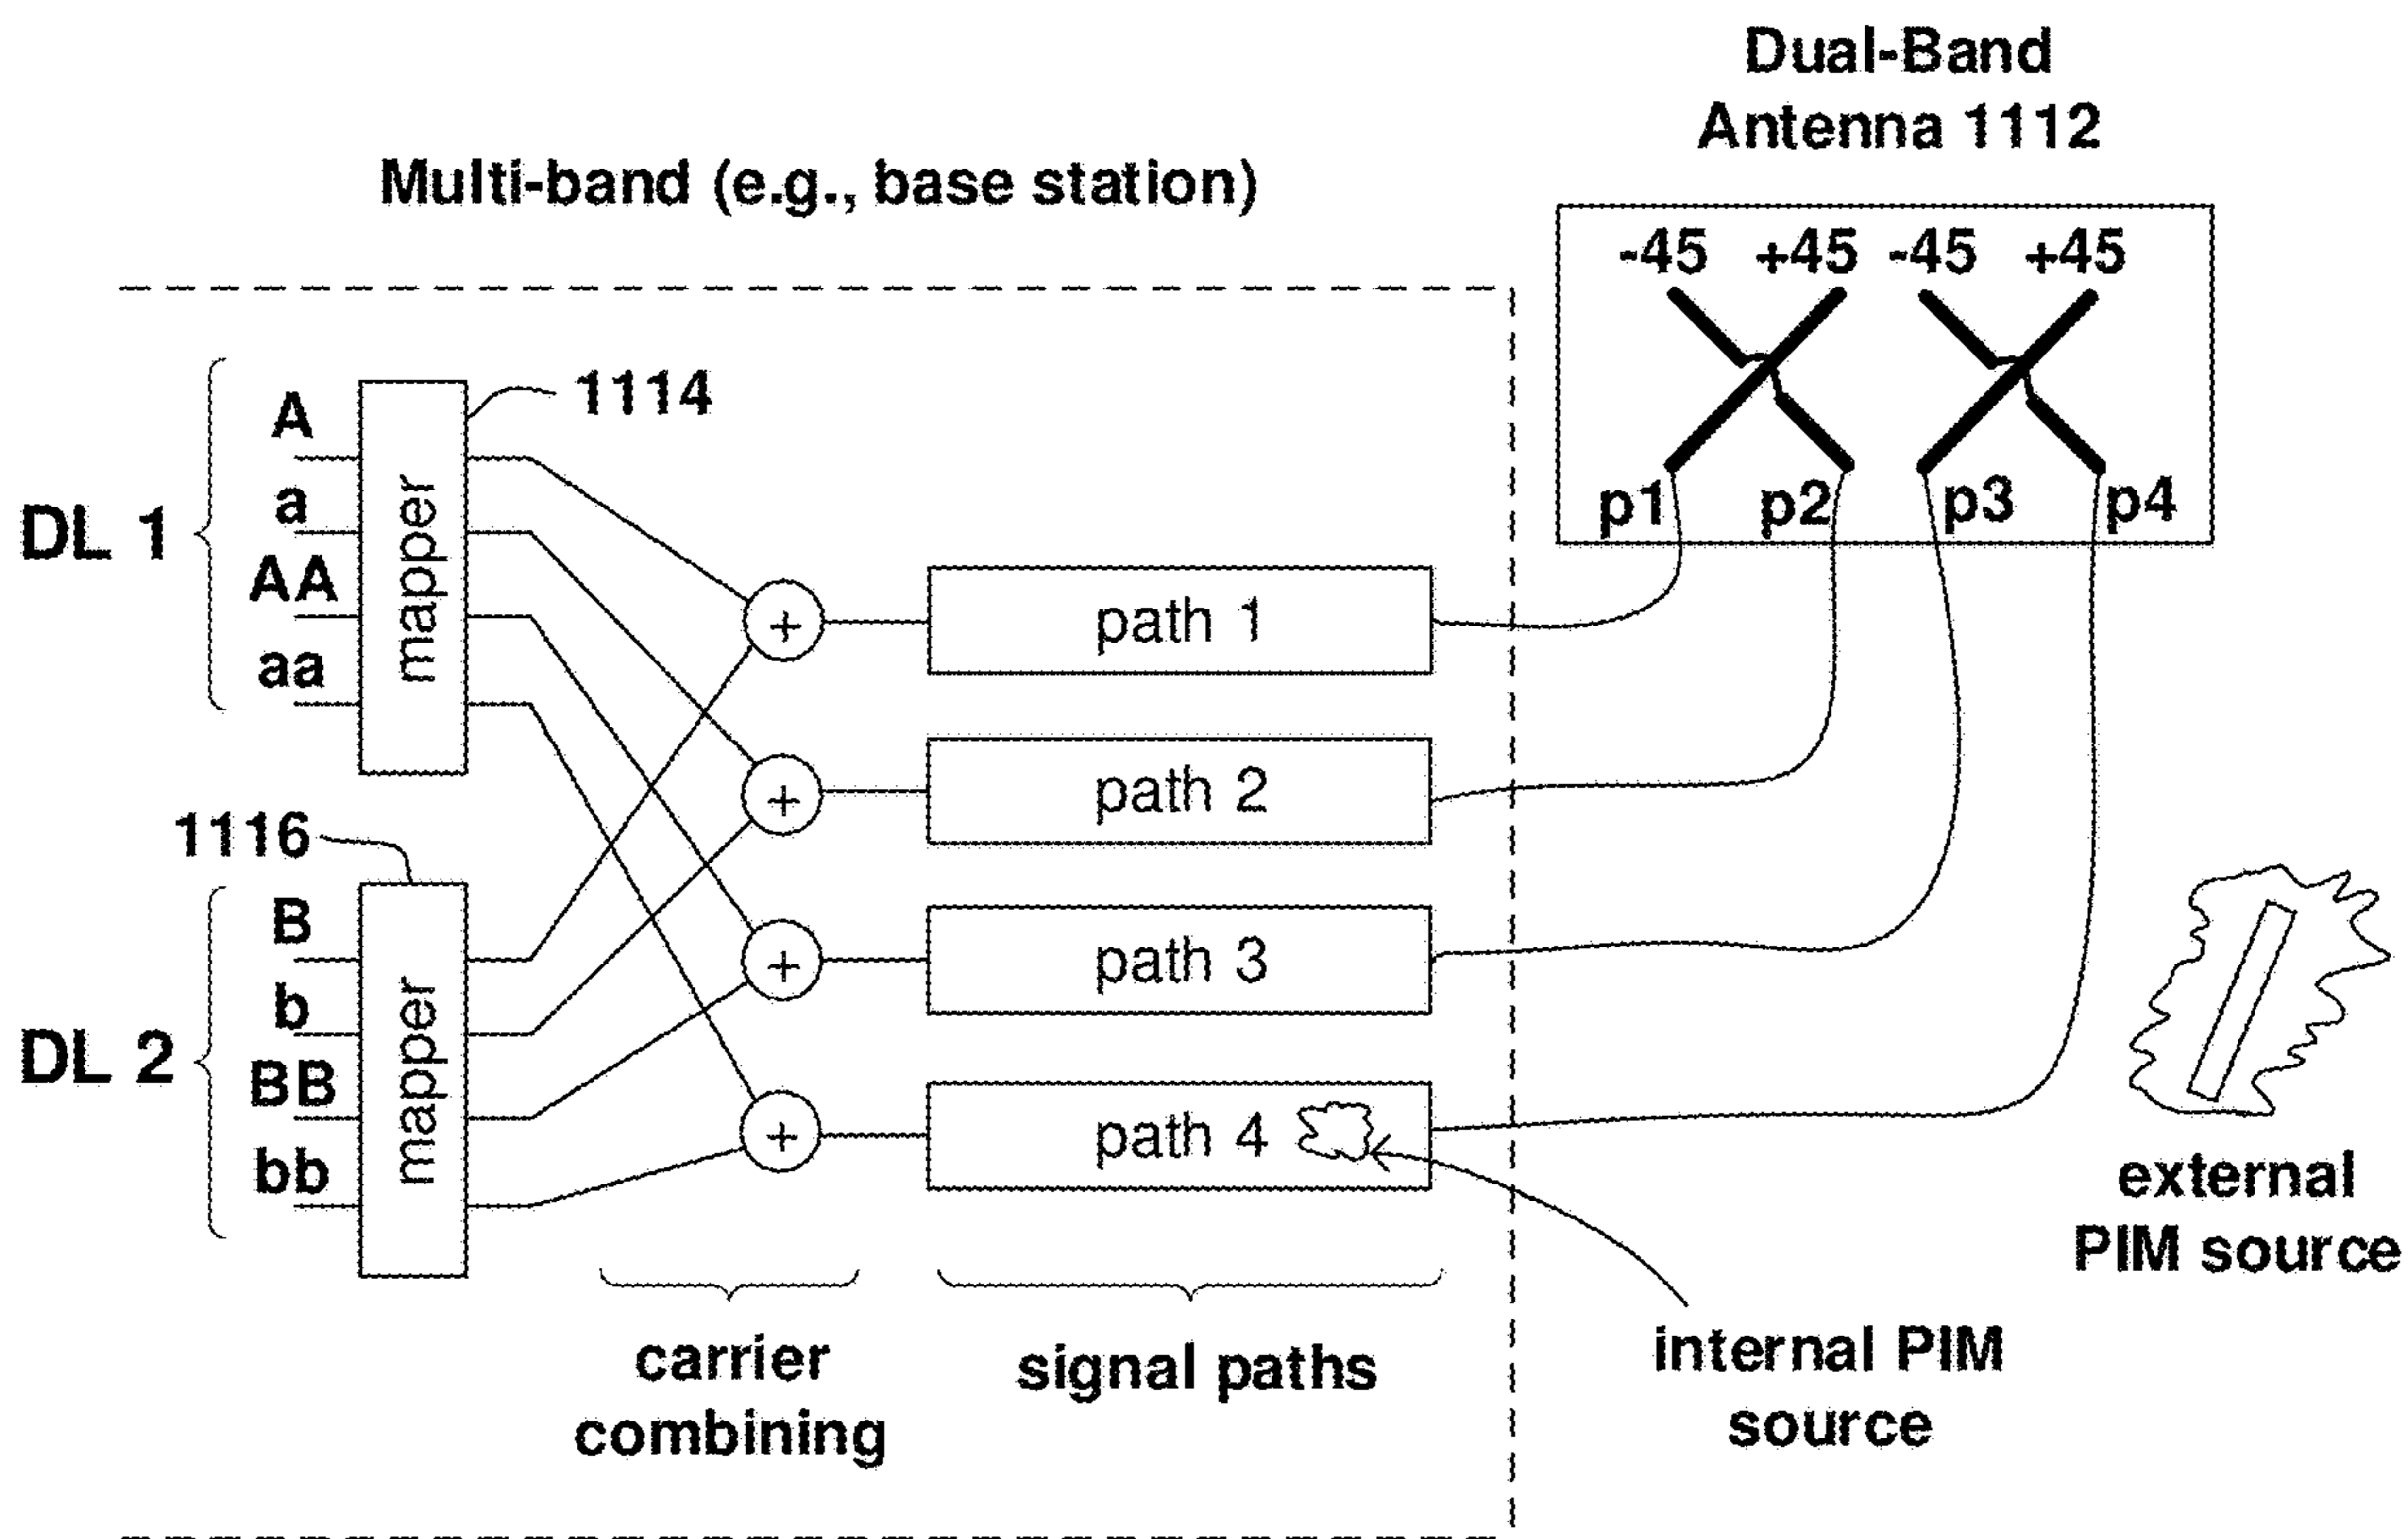 Dual-Band
Antenna 1112
Multi-band (e.g., base station)
-45 +45 -45 +45
p1 p2 p3 p4
DL 1
A
a
AA
aa
mapper
1114
DL 2
1116
B
b
BB
bb
mapper
+
+
+
+
path 1
path 2
path 3
path 4
carrier
combining
signal paths
internal PIM
source
external
PIM source